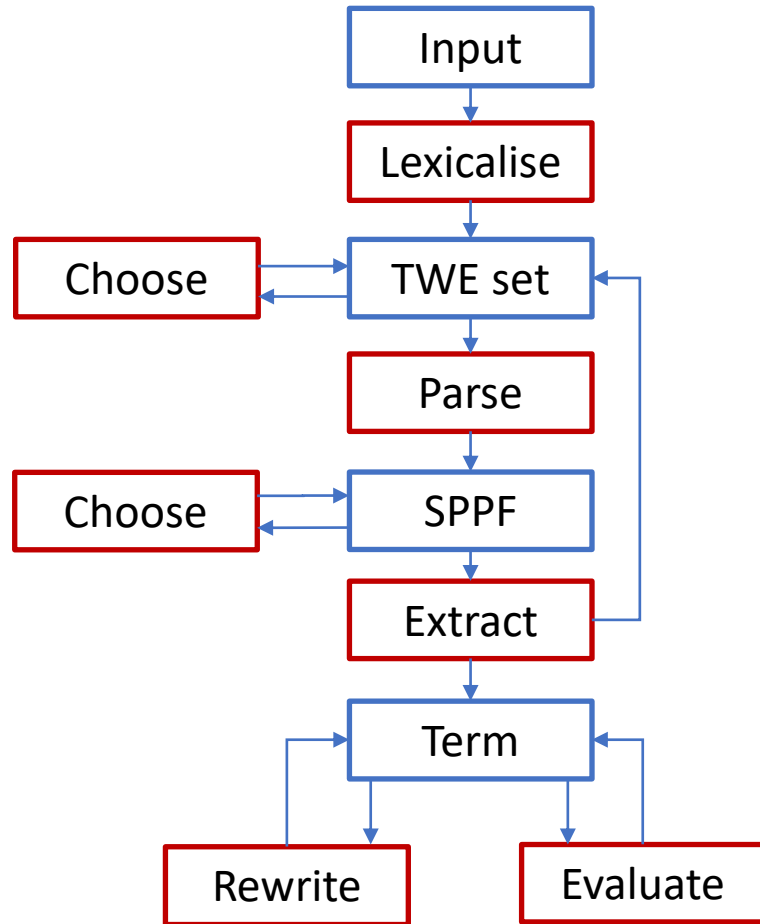 Input
Lexicalise
Choose
TWE set
Parse
Choose
SPPF
Extract
Term
Rewrite
Evaluate